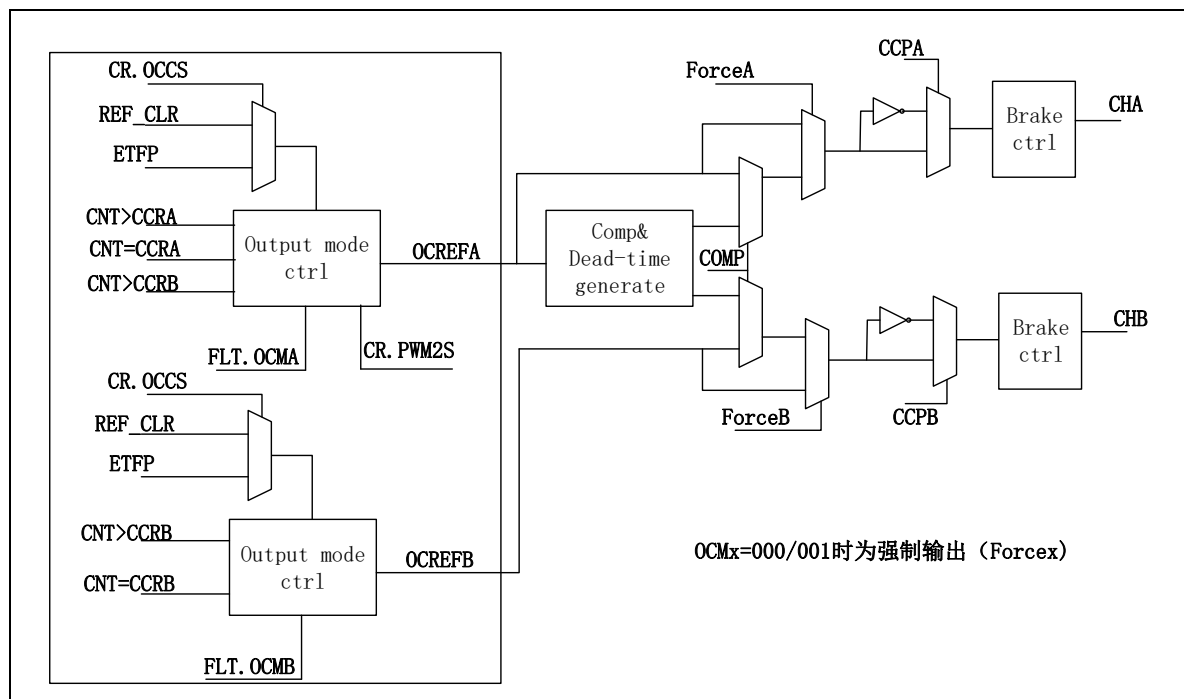 CR.OCCS
REF_CLR
ETFP
CNT>CCRA
CNT=CCRA
CNT>CCRB
Output mode
ctrl
OCREFA
FLT.OCMA
CR.PWM2S
CR.OCCS
REF_CLR
ETFP
CNT>CCRB
CNT=CCRB
Output mode
ctrl
OCREFB
FLT.OCMB
Comp&
Dead-time
generate
COMP
ForceA
CCPA
Brake
ctrl
CHA
ForceB
CCPB
Brake
ctrl
CHB
OCMx=000/001时为强制输出（Forcex)